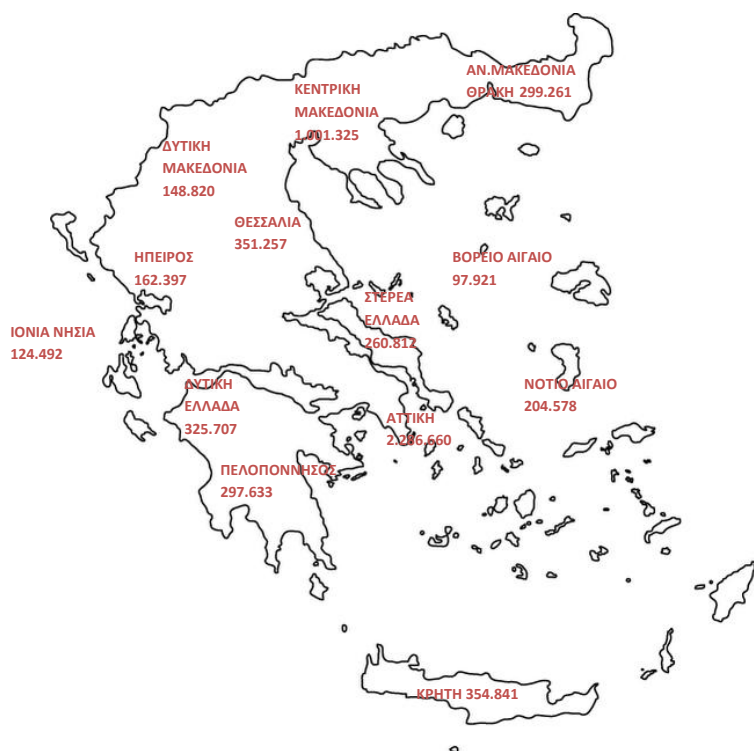 ΑΝ.ΜΑΚΕΔΟΝΙΑ
ΘΡΑΚΗ 299.261
ΚΕΝΤΡΙΚΗ
ΜΑΚΕΔΟΝΙΑ
1.001.325
ΔΥΤΙΚΗ
ΜΑΚΕΔΟΝΙΑ
148.820
ΘΕΣΣΑΛΙΑ
351.257
ΗΠΕΙΡΟΣ
162.397
ΒΟΡΕΙΟ ΑΙΓΑΙΟ
97.921
ΣΤΕΡΕΑ
ΕΛΛΑΔΑ
260.812
ΙΟΝΙΑ ΝΗΣΙΑ
124.492
ΔΥΤΙΚΗ
ΕΛΛΑΔΑ
325.707
ΝΟΤΙΟ ΑΙΓΑΙΟ
204.578
ΑΤΤΙΚΗ
ΠΕΛΟΠΟΝΝΗΣΟΣ
297.633
ΚΡΗΤΗ 354.841